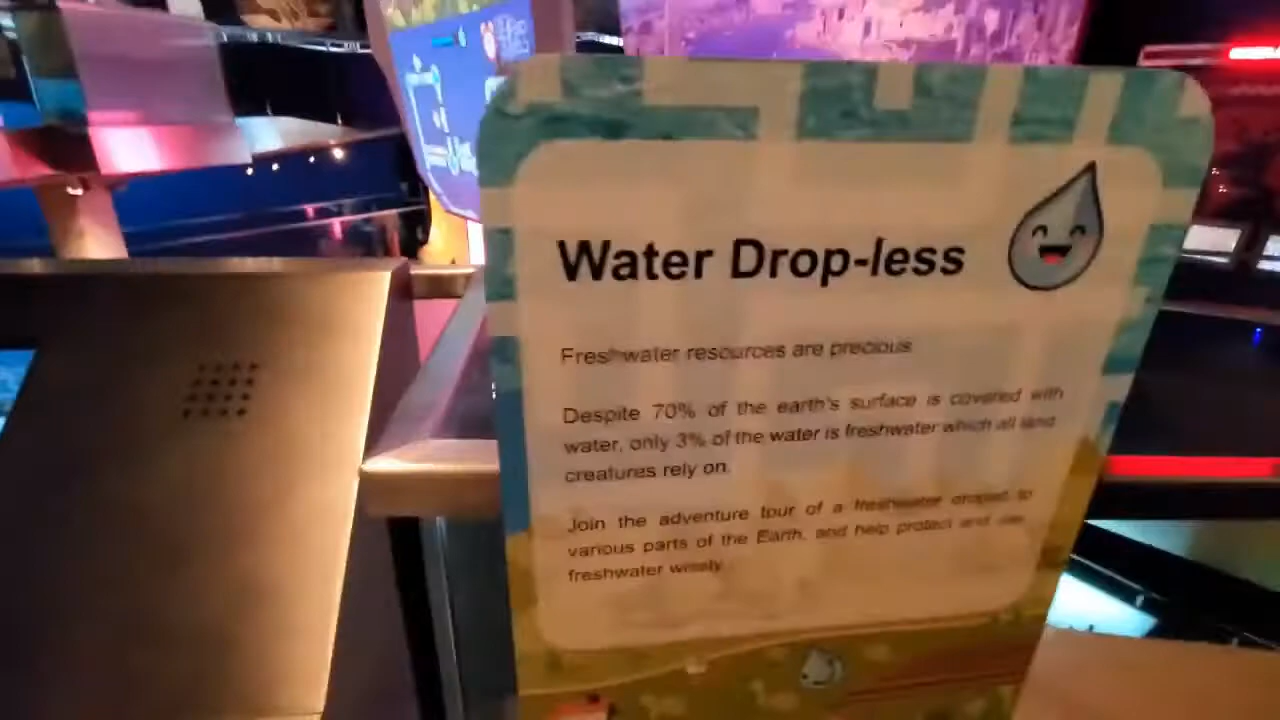 Water Drop-less
Freshwater resources are precious
Despite 70% of the earth's surface is covered with
water, only 3% of the water is freshwater which all land
creatures rely on.
Join the adventure tour of a freshwater droplet to
various parts of the Earth, and help protect and use
freshwater wisely.